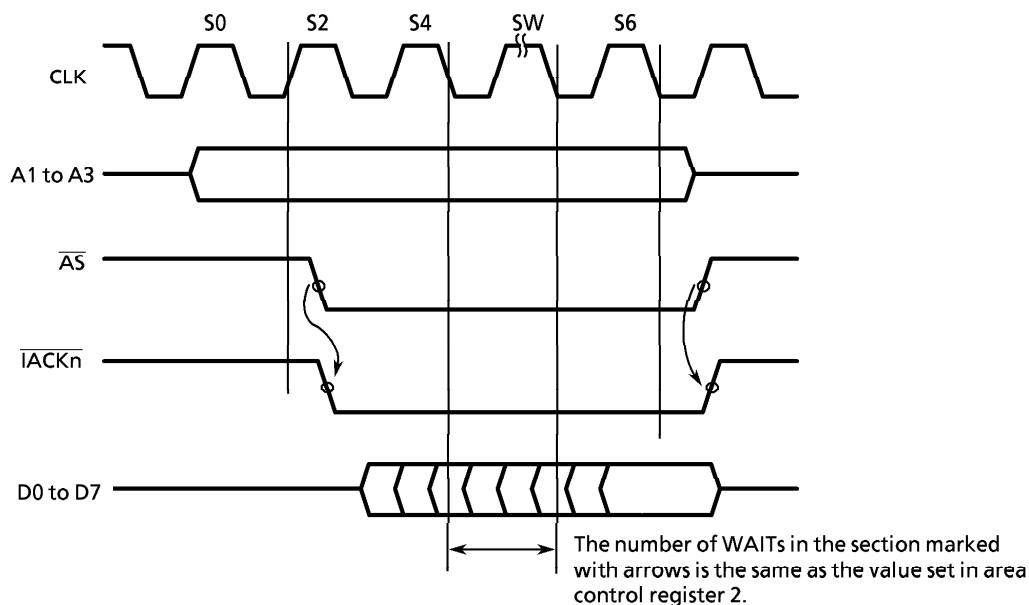 S0 S2 S4 SW S6
CLK
A1 to A3
AS
IACKn
D0 to D7
The number of WAITs in the section marked
with arrows is the same as the value set in area
control register 2.